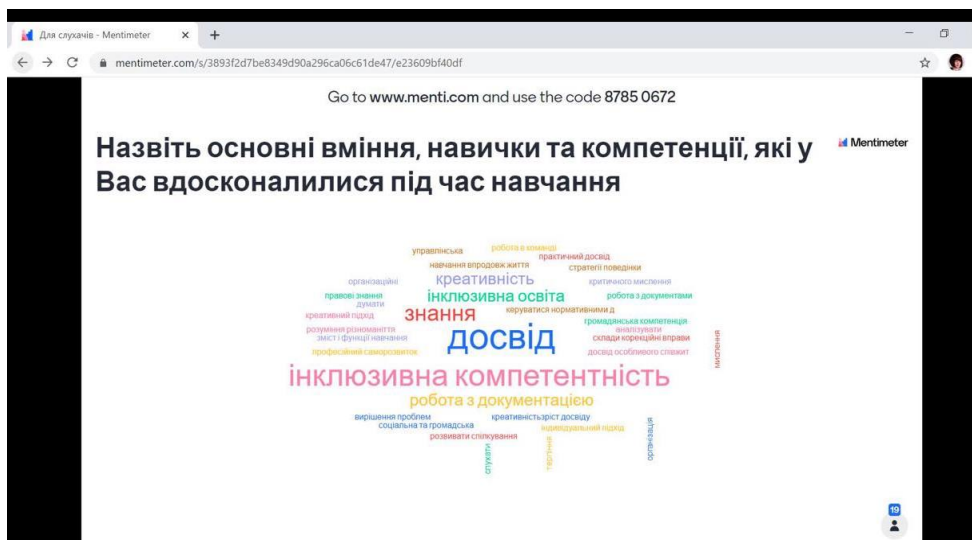 Для слухачів - Mentimeter
mentimeter.com/s/3893f2d7be8349d90a296ca06c61de47/e23609bf40df
Go to www.menti.com and use the code 8785 0672
Назвіть основні вміння, навички та компетенції, які у
Вас вдосконалилися під час навчання
Mentimeter
управлінська
робота в команді
практичний досвід
навчання впродовж життя
стратегії поведінки
організаційні
креативність
критичного мислення
правові знання
інклюзивна освіта
робота з документами
думати
креативний підхід
знання
керуватися нормативними д
громадянська компетенція
розуміння різноманіття
досвід
аналізувати
зміст і функції навчання
склади корекційні вправи
професійний саморозвиток
досвід особливого спіжит
мислення
інклюзивна компетентність
робота з документацією
вирішення проблем
креативністьзріст досвіду
соціальна та громадська
індивідуальний підхід
розвивати спілкування
слухати
терпіння
організація
19